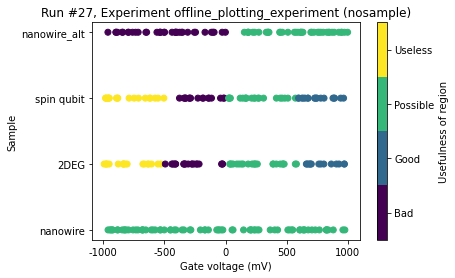 Run #27, Experiment offline_plotting_experiment (nosample)
nanowire_alt
spin qubit
2DEG
nanowire
Sample
-1000
-500
0
500
1000
Gate voltage (mV)
Useless
Possible
Good
Bad
Usefulness of region